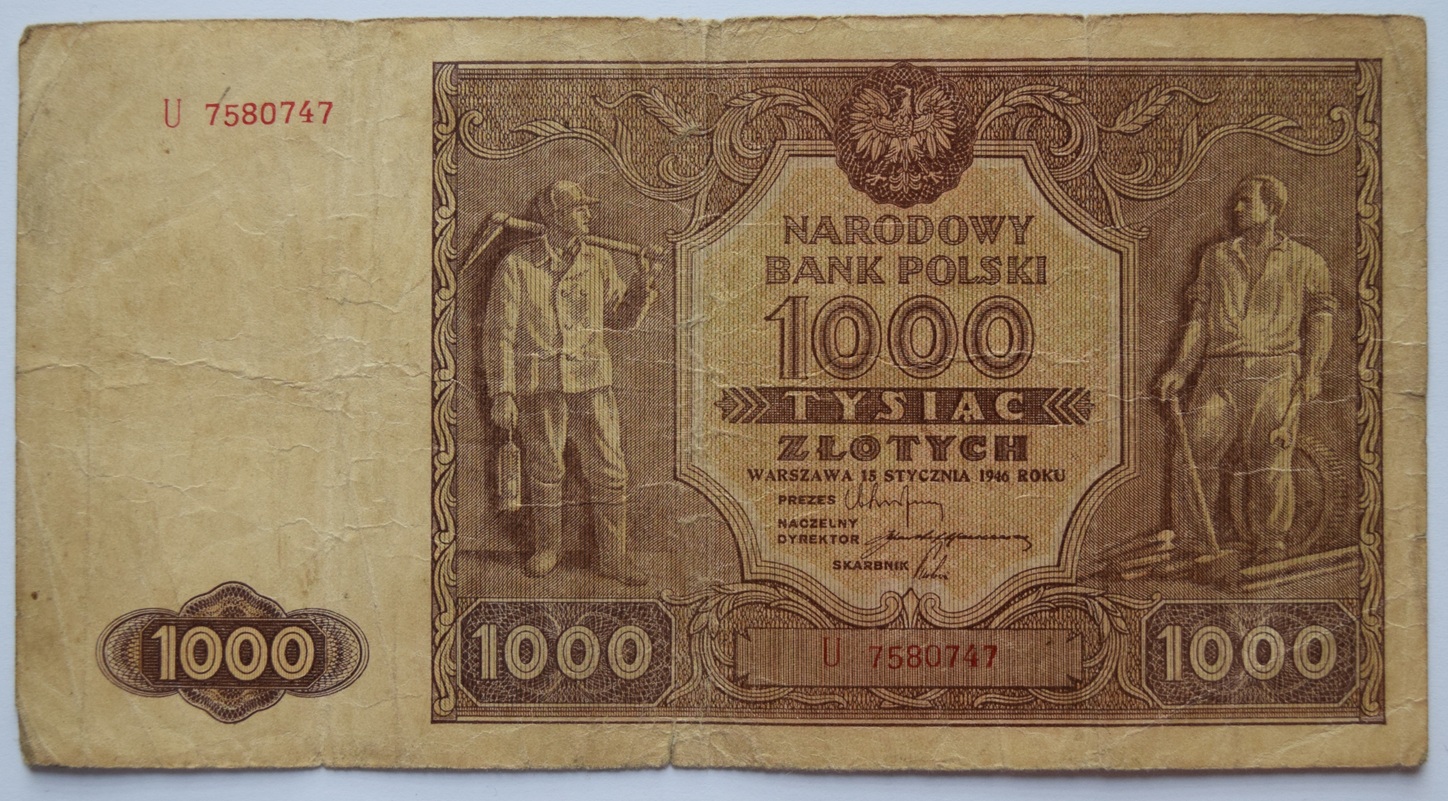 U 7580747
NARODOWY
BANK POLSKI
1000
TYSIĄC
ZŁOTYCH
WARSZAWA 15 STYCZNIA 1946 ROKU
PREZES
NACZELNY
DYREKTOR
SKARBNIK
1000
1000
U 7580747
1000